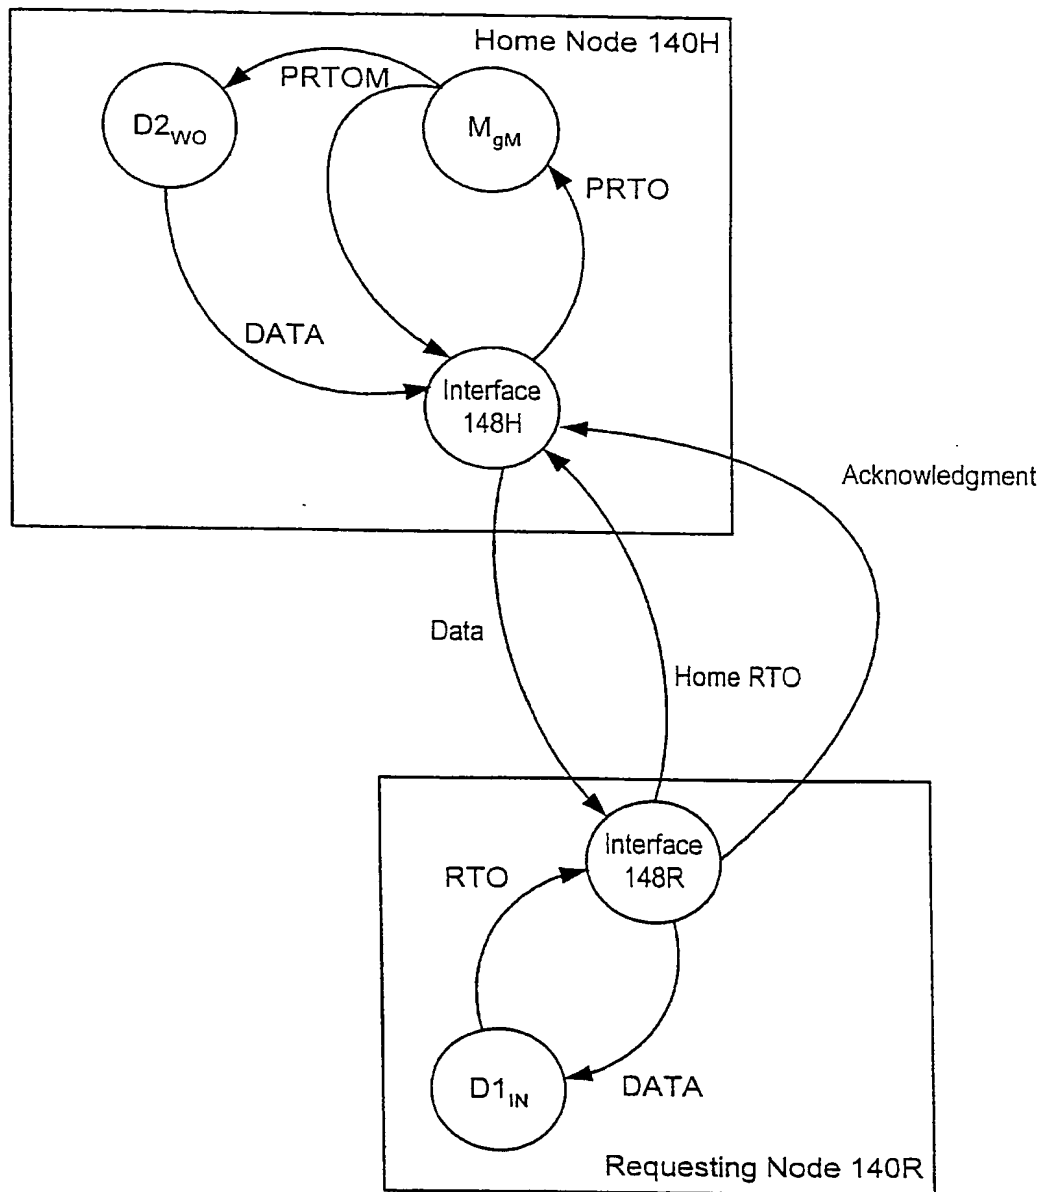 Home Node 140H
PRTOM
D2WO
MgM
PRTO
DATA
Interface
148H
Acknowledgment
Data
Home RTO
Interface
148R
RTO
D1IN
DATA
Requesting Node 140R